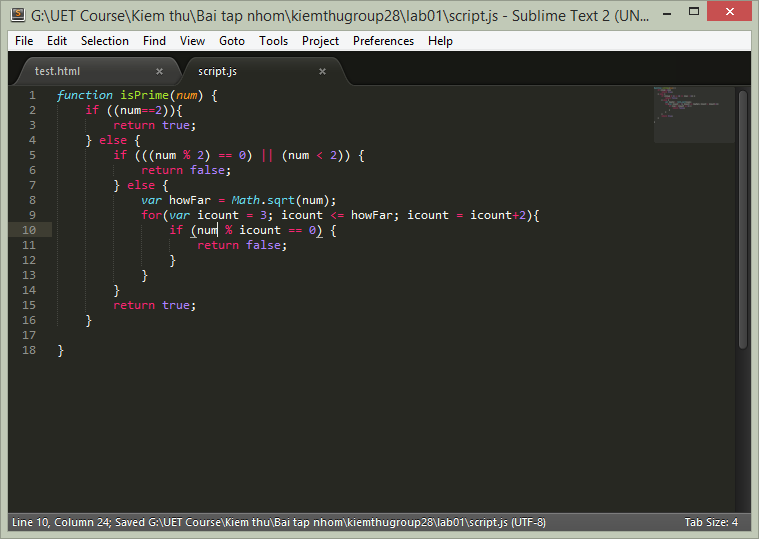 G:\UET Course\Kiem thu\Bai tap nhom\kiemthugroup28\lab01\script.js - Sublime Text 2 (UN...
File Edit Selection Find View Goto Tools Project Preferences Help
test.html × script.js ×
1 function isPrime(num) {
2 if ((num==2)){
3 return true;
4 } else {
5 if (((num % 2) == 0) || (num < 2)) {
6 return false;
7 } else {
8 var howFar = Math.sqrt(num);
9 for(var icount = 3; icount <= howFar; icount = icount+2){
10 if (num % icount == 0) {
11 return false;
12 }
13 }
14 }
15 return true;
16 }
17
18 }
Line 10, Column 24; Saved G:\UET Course\Kiem thu\Bai tap nhom\kiemthugroup28\lab01\script.js (UTF-8) Tab Size: 4